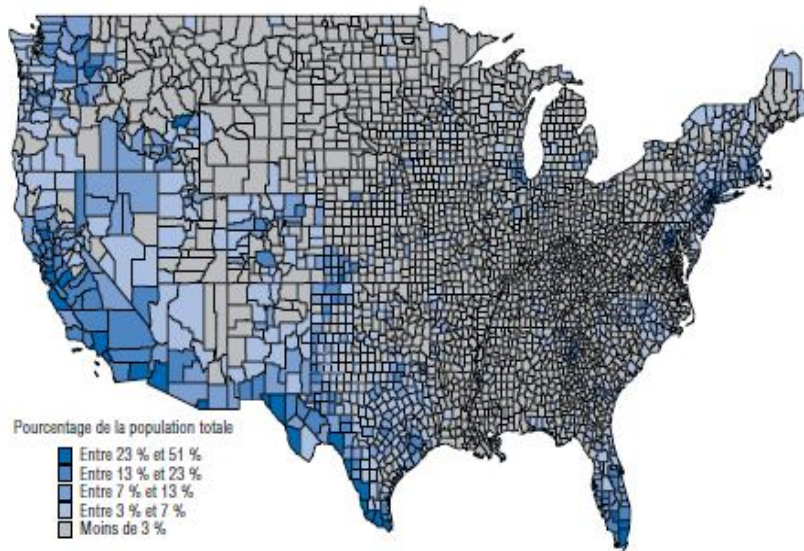 Pourcentage de la population totale
Entre 23 % et 51 %
Entre 13 % et 23 %
Entre 7 % et 13 %
Entre 3 % et 7 %
Moins de 3 %